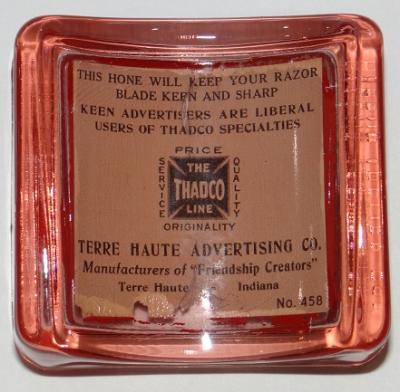 THIS HONE WILL KEEP YOUR RAZOR
BLADE KEEN AND SHARP
KEEN ADVERTISERS ARE LIBERAL
USERS OF THADCO SPECIALTIES
PRICE
SERVICE
THE
THADCO
LINE
QUALITY
ORIGINALITY
TERRE HAUTE ADVERTISING CO.
Manufacturers of "Friendship Creators"
Terre Haute Indiana
No. 458